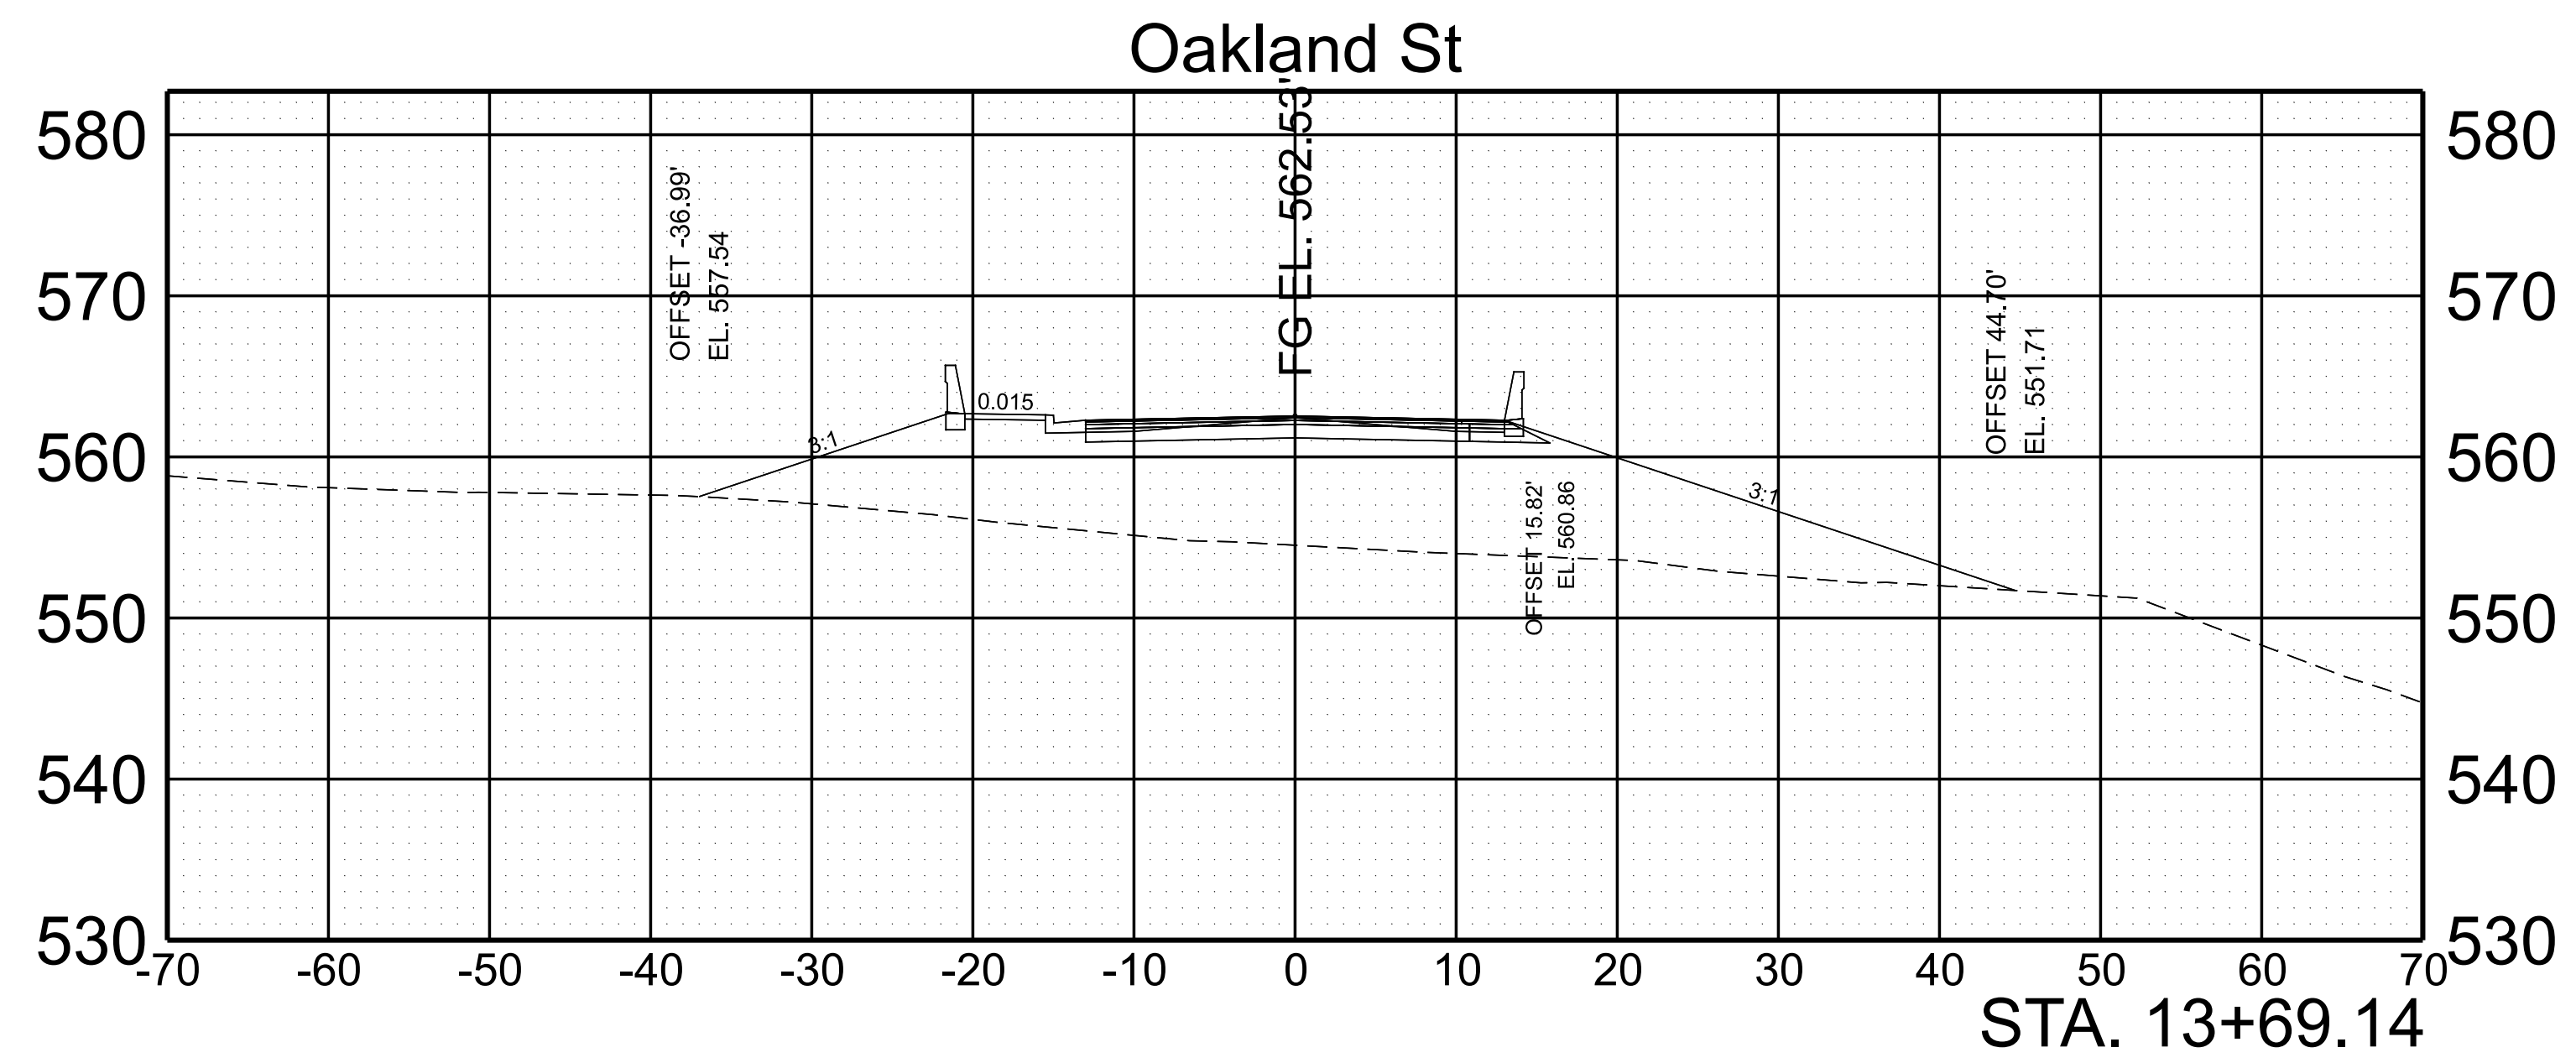 Oakland St
FG EL. 562.53'
580
580
OFFSET -36.99'
EL. 557.54
570
570
OFFSET 44.70'
EL. 551.71
0.015
3:1
560
560
3:1
OFFSET 15.82'
EL. 560.86
550
550
540
540
530
530
-70 -60 -50 -40 -30 -20 -10 0 10 20 30 40 50 60 70
STA. 13+69.14